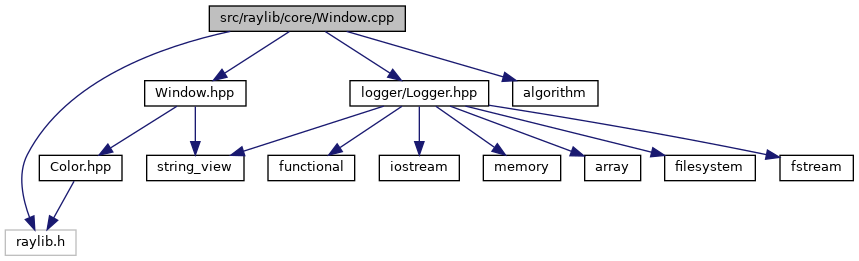 src/raylib/core/Window.cpp
Window.hpp
logger/Logger.hpp
algorithm
Color.hpp
string_view
functional
iostream
memory
array
filesystem
fstream
raylib.h